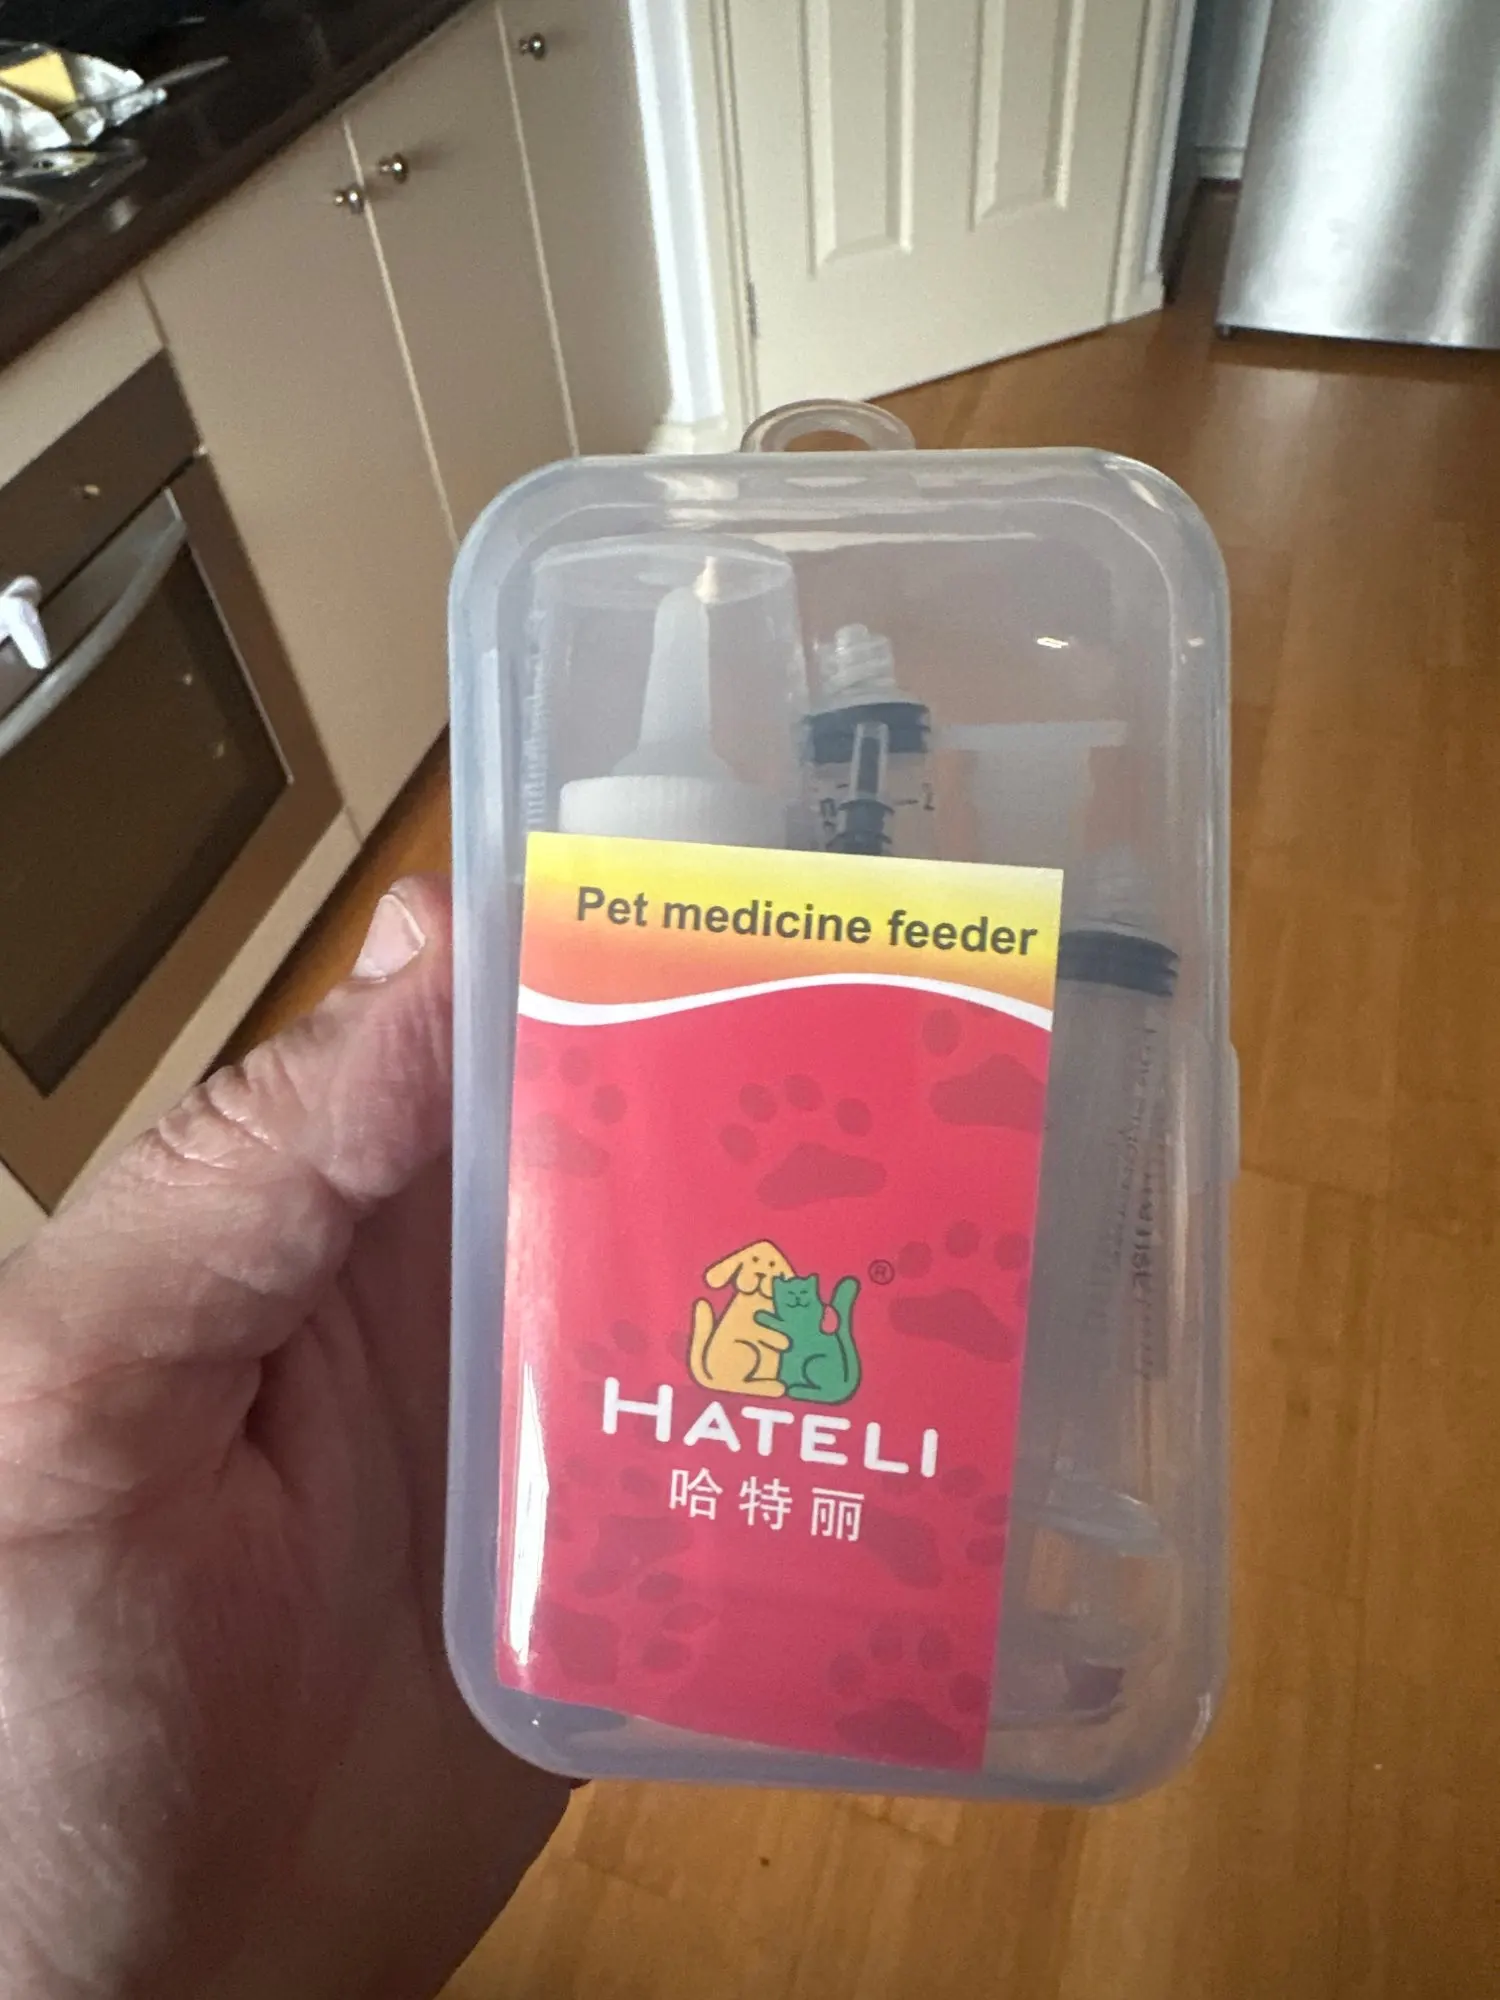 Pet medicine feeder
®
HATELI
哈特丽